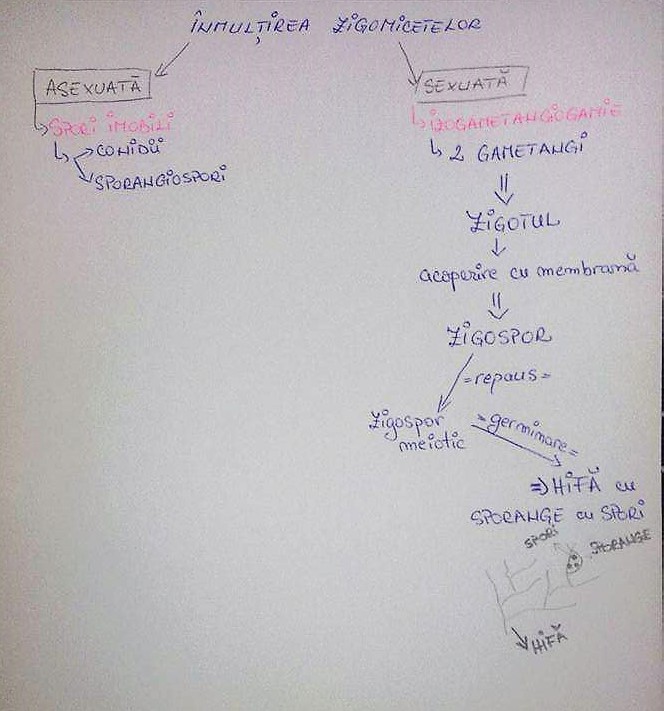 ÎNMULȚIREA ZIGOMICETELOR
ASEXUATĂ
SPORI IMOBILI
CONIDII
SPORANGIOSPORI
SEXUATĂ
IZOGAMETANGIOGAMIE
2 GAMETANGI
ZIGOTUL
acoperire cu membrană
ZIGOSPOR
=repaus=
Zigospor
meiotic
=germinare=
=> HIFĂ cu
SPORANGE cu SPORI
SPORI
SPORANGE
HIFĂ